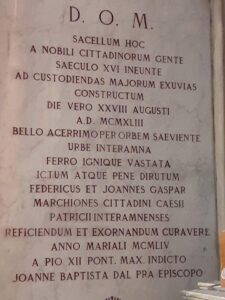 D. O. M.
SACELLUM HOC
A NOBILI CITTADINORUM GENTE
SAECULO XVI INEUNTE
AD CUSTODIENDAS MAJORUM EXUVIAS
CONSTRUCTUM
DIE VERO XXVIII AUGUSTI
A.D. MCMXLIII
BELLO ACERRIMO PER ORBEM SAEVIENTE
URBE INTERAMNA
FERRO IGNIQUE VASTATA
ICTUM ATQUE PENE DIRUTUM
FEDERICUS ET JOANNES GASPAR
MARCHIONES CITTADINI CAESII
PATRICII INTERAMNENSES
REFICIENDUM ET EXORNANDUM CURAVERE
ANNO MARIALI MCMLIV
A PIO XII PONT. MAX. INDICTO
JOANNE BAPTISTA DAL PRA EPISCOPO